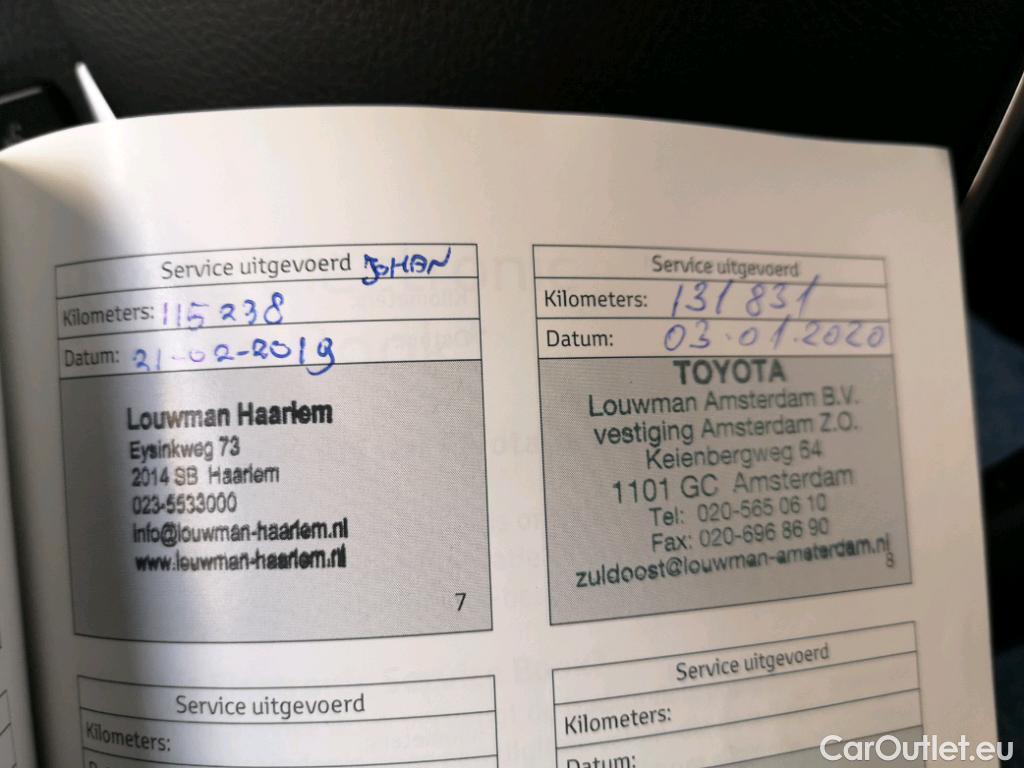 Service uitgevoerd JOHAN
Kilometers: 115 238
Datum: 21-02-2019
Louwman Haarlem
Eysinkweg 73
2014 SB Haarlem
023-5533000
info@louwman-haarlem.nl
www.louwman-haarlem.nl
7
Service uitgevoerd
Kilometers: 131 831
Datum: 03.01.2020
TOYOTA
Louwman Amsterdam B.V.
vestiging Amsterdam Z.O.
Keienbergweg 64
1101 GC Amsterdam
Tel: 020-565 06 10
Fax: 020-696 86 90
zuidoost@louwman-amsterdam.nl
8
Service uitgevoerd
Kilometers:
Service uitgevoerd
Kilometers:
Datum:
CarOutlet.eu